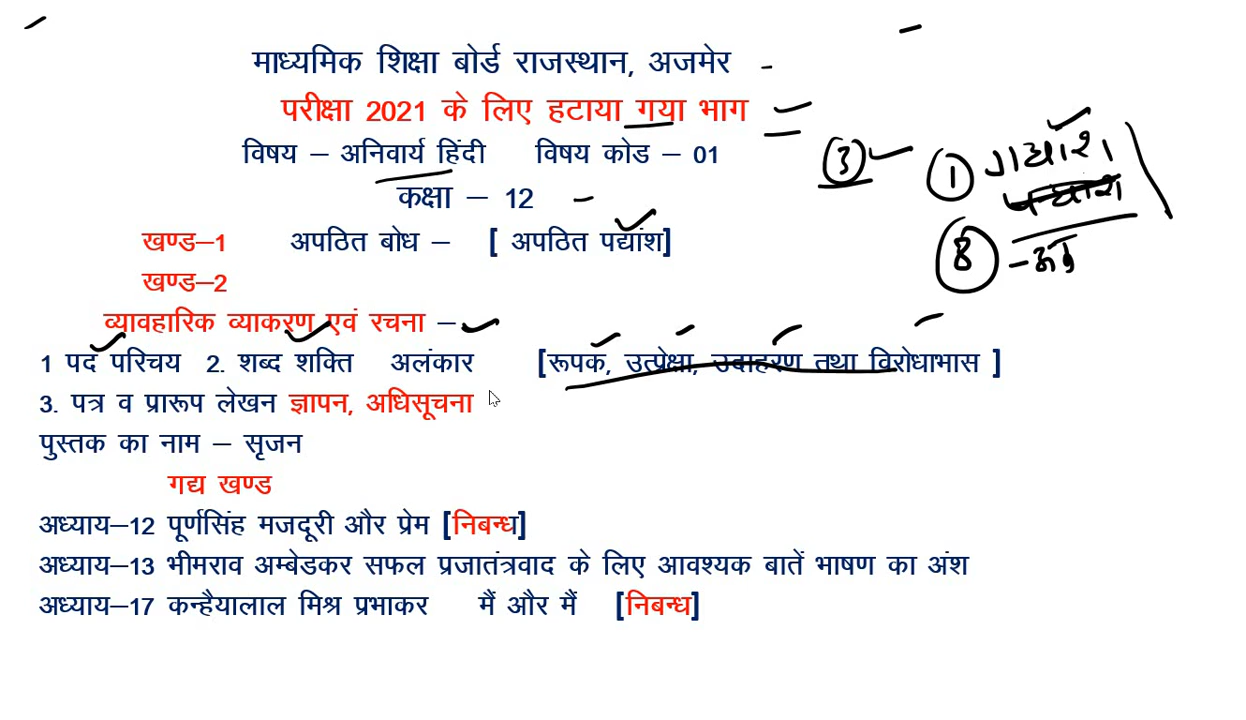 माध्यमिक शिक्षा बोर्ड राजस्थान, अजमेर
परीक्षा 2021 के लिए हटाया गया भाग
विषय – अनिवार्य हिंदी विषय कोड – 01
कक्षा – 12
खण्ड–1 अपठित बोध – [ अपठित पद्यांश]
खण्ड–2
व्यावहारिक व्याकरण एवं रचना –
1 पद परिचय 2. शब्द शक्ति अलंकार [रूपक, उत्प्रेक्षा, उदाहरण तथा विरोधाभास ]
3. पत्र व प्रारूप लेखन ज्ञापन, अधिसूचना
पुस्तक का नाम – सृजन
गद्य खण्ड
अध्याय–12 पूर्णसिंह मजदूरी और प्रेम [निबन्ध]
अध्याय–13 भीमराव अम्बेडकर सफल प्रजातंत्रवाद के लिए आवश्यक बातें भाषण का अंश
अध्याय–17 कन्हैयालाल मिश्र प्रभाकर मैं और मैं [निबन्ध]
3
1 गद्यांश
पद्यांश
8